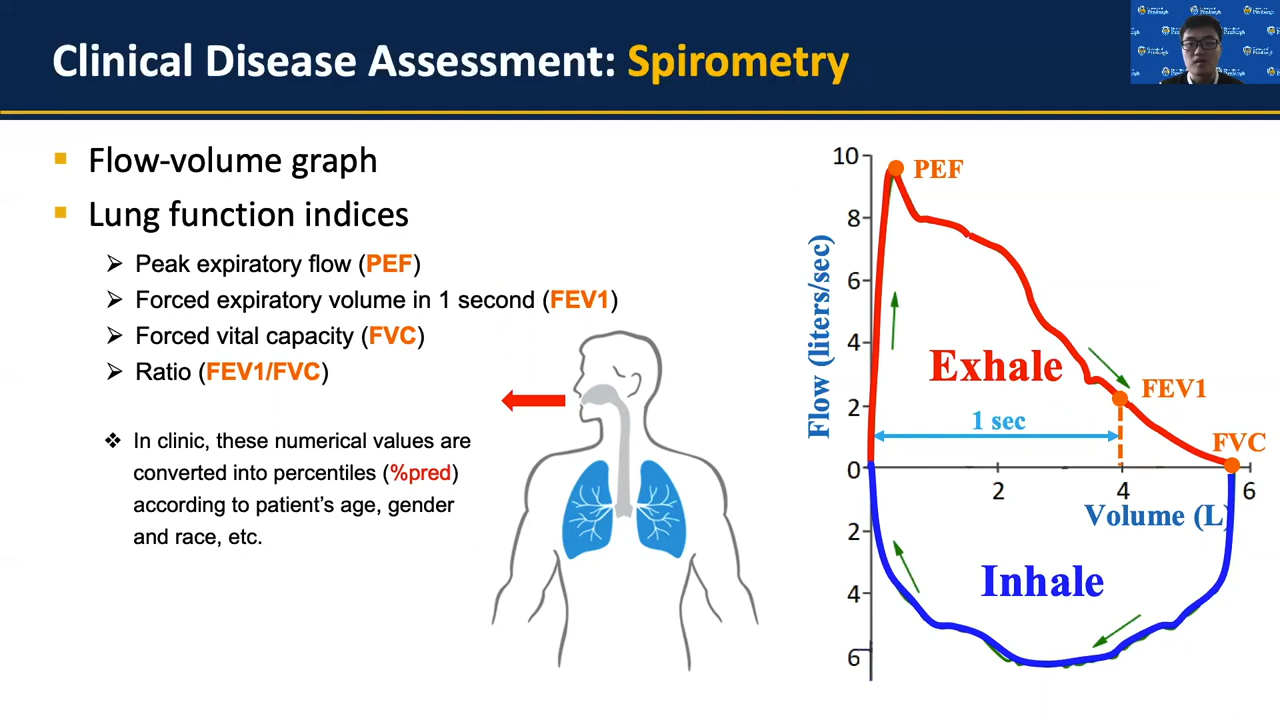 Clinical Disease Assessment: Spirometry
Pittsburgh
Flow-volume graph
Lung function indices
Peak expiratory flow (PEF)
Forced expiratory volume in 1 second (FEV1)
Forced vital capacity (FVC)
Ratio (FEV1/FVC)
In clinic, these numerical values are
converted into percentiles (%pred)
according to patient's age, gender
and race, etc.
10
PEF
8
6
Flow (liters/sec)
4
Exhale
FEV1
2
1 sec
FVC
0
2
4
6
Volume (L)
2
Inhale
4
6